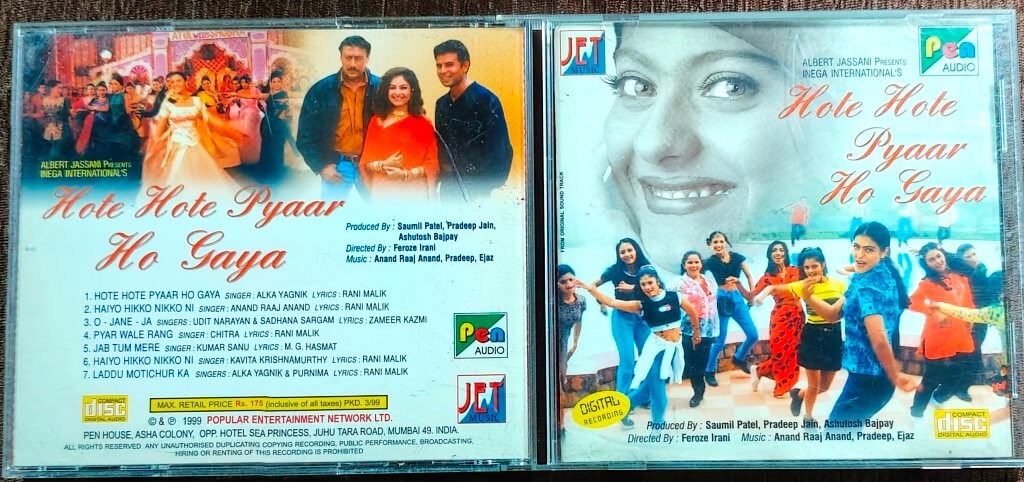 ATUL WEDS SUBHA
ALBERT JASSANI PRESENTS
INEGA INTERNATIONAL'S
Hote Hote Pyaar
Ho Gaya
Produced By : Saumil Patel, Pradeep Jain,
Ashutosh Bajpay
Directed By : Feroze Irani
Music : Anand Raaj Anand, Pradeep, Ejaz
1. HOTE HOTE PYAAR HO GAYA SINGER : ALKA YAGNIK LYRICS : RANI MALIK
2. HAIYO HIKKO NIKKO NI SINGER : ANAND RAAJ ANAND LYRICS : RANI MALIK
3. O - JANE - JA SINGERS : UDIT NARAYAN & SADHANA SARGAM LYRICS : ZAMEER KAZMI
4. PYAR WALE RANG SINGER : CHITRA LYRICS : RANI MALIK
5. JAB TUM MERE SINGER : KUMAR SANU LYRICS : M. G. HASMAT
6. HAIYO HIKKO NIKKO NI SINGER : KAVITA KRISHNAMURTHY LYRICS : RANI MALIK
7. LADDU MOTICHUR KA SINGERS : ALKA YAGNIK & PURNIMA LYRICS : RANI MALIK
Pen
AUDIO
JET
MUSIC
COMPACT
disc
DIGITAL AUDIO
MAX. RETAIL PRICE Rs. 175 (inclusive of all taxes) PKD. 3/99
© & ℗ 1999 POPULAR ENTERTAINMENT NETWORK LTD.
PEN HOUSE, ASHA COLONY, OPP. HOTEL SEA PRINCESS, JUHU TARA ROAD, MUMBAI 49. INDIA.
ALL RIGHTS RESERVED. ANY UNAUTHORISED DUPLICATING COPYING RECORDING, PUBLIC PERFORMANCE, BROADCASTING,
HIRING OR RENTING OF THIS RECORDING IS PROHIBITED
JET
MUSIC
Pen
AUDIO
ALBERT JASSANI PRESENTS
INEGA INTERNATIONAL'S
Hote Hote
Pyaar
Ho Gaya
FROM ORIGINAL SOUND TRACK
DIGITAL
RECORDING
COMPACT
disc
DIGITAL AUDIO
Produced By : Saumil Patel, Pradeep Jain, Ashutosh Bajpay
Directed By : Feroze Irani Music : Anand Raaj Anand, Pradeep, Ejaz